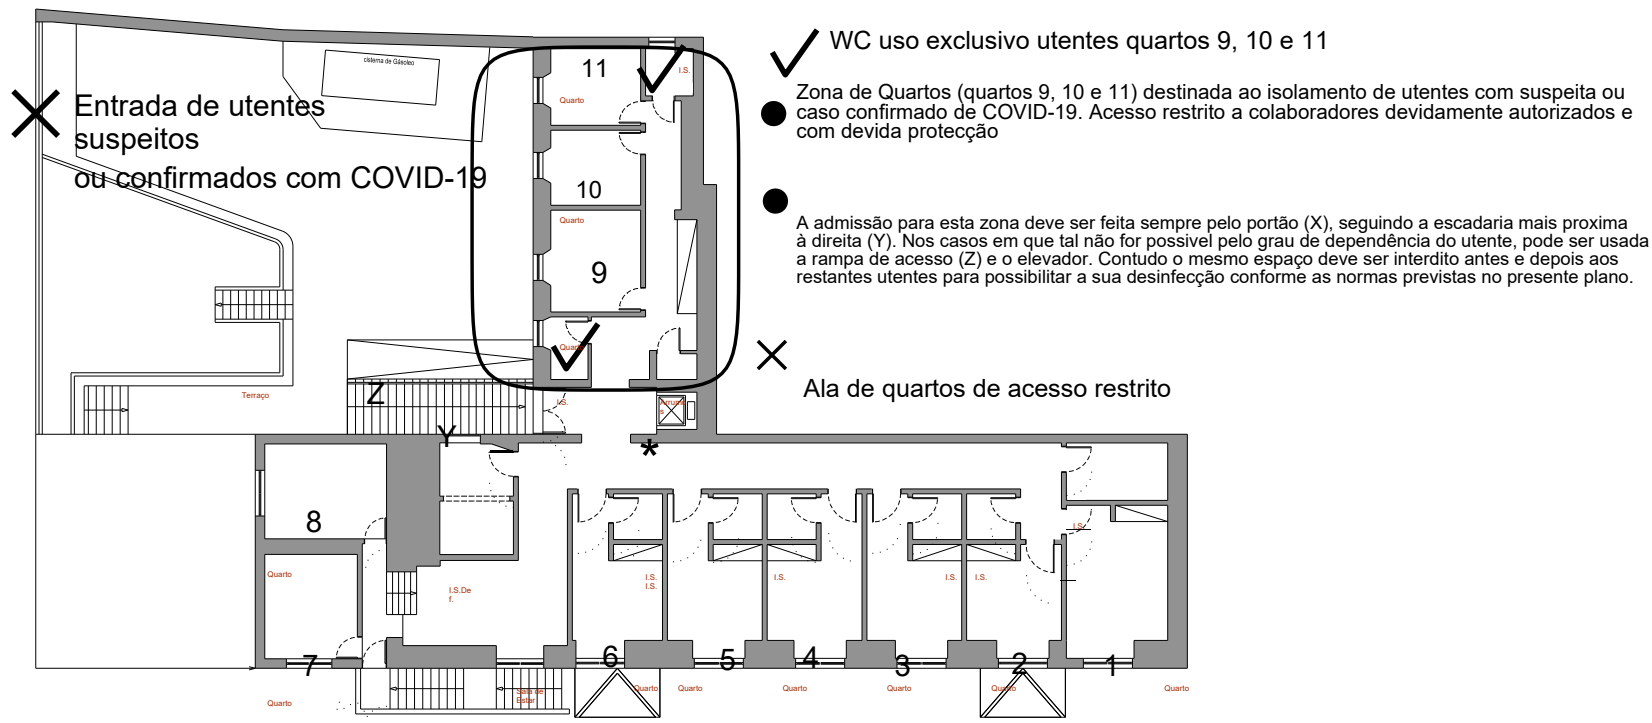 WC uso exclusivo utentes quartos 9, 10 e 11
Zona de Quartos (quartos 9, 10 e 11) destinada ao isolamento de utentes com suspeita ou
caso confirmado de COVID-19. Acesso restrito a colaboradores devidamente autorizados e
com devida protecção
A admissão para esta zona deve ser feita sempre pelo portão (X), seguindo a escadaria mais proxima
à direita (Y). Nos casos em que tal não for possivel pelo grau de dependência do utente, pode ser usada
a rampa de acesso (Z) e o elevador. Contudo o mesmo espaço deve ser interdito antes e depois aos
restantes utentes para possibilitar a sua desinfecção conforme as normas previstas no presente plano.
Ala de quartos de acesso restrito
Entrada de utentes
suspeitos
ou confirmados com COVID-19
cisterna de Gásoleo
11
I.S.
Quarto
10
Quarto
9
Quarto
Z
Terraço
I.S.
Arrumo
s
Y
*
8
Quarto
I.S.De
f.
I.S.
I.S.
I.S.
I.S.
I.S.
I.S.
7
6
5
4
3
2
1
Quarto
Sala de
Estar
Quarto
Quarto
Quarto
Quarto
Quarto
Quarto